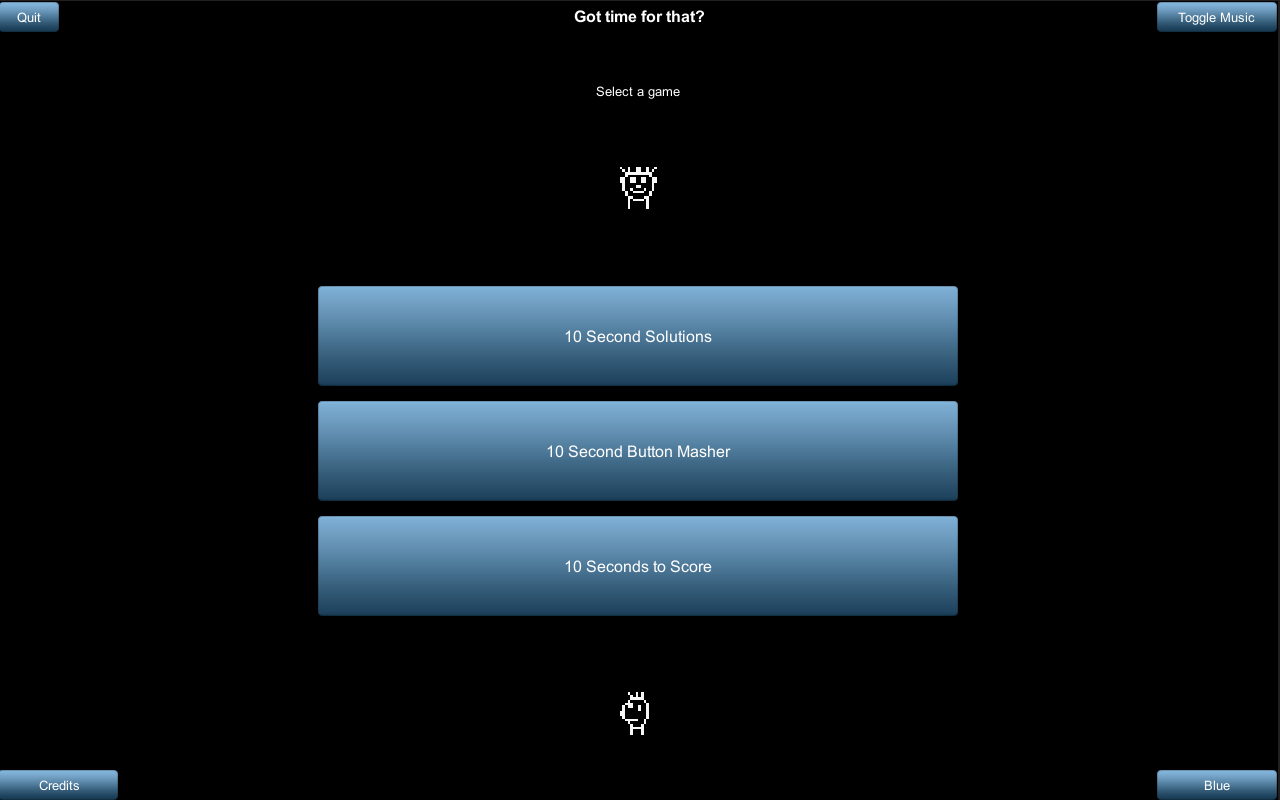 Quit
Got time for that?
Toggle Music
Select a game
10 Second Solutions
10 Second Button Masher
10 Seconds to Score
Credits
Blue